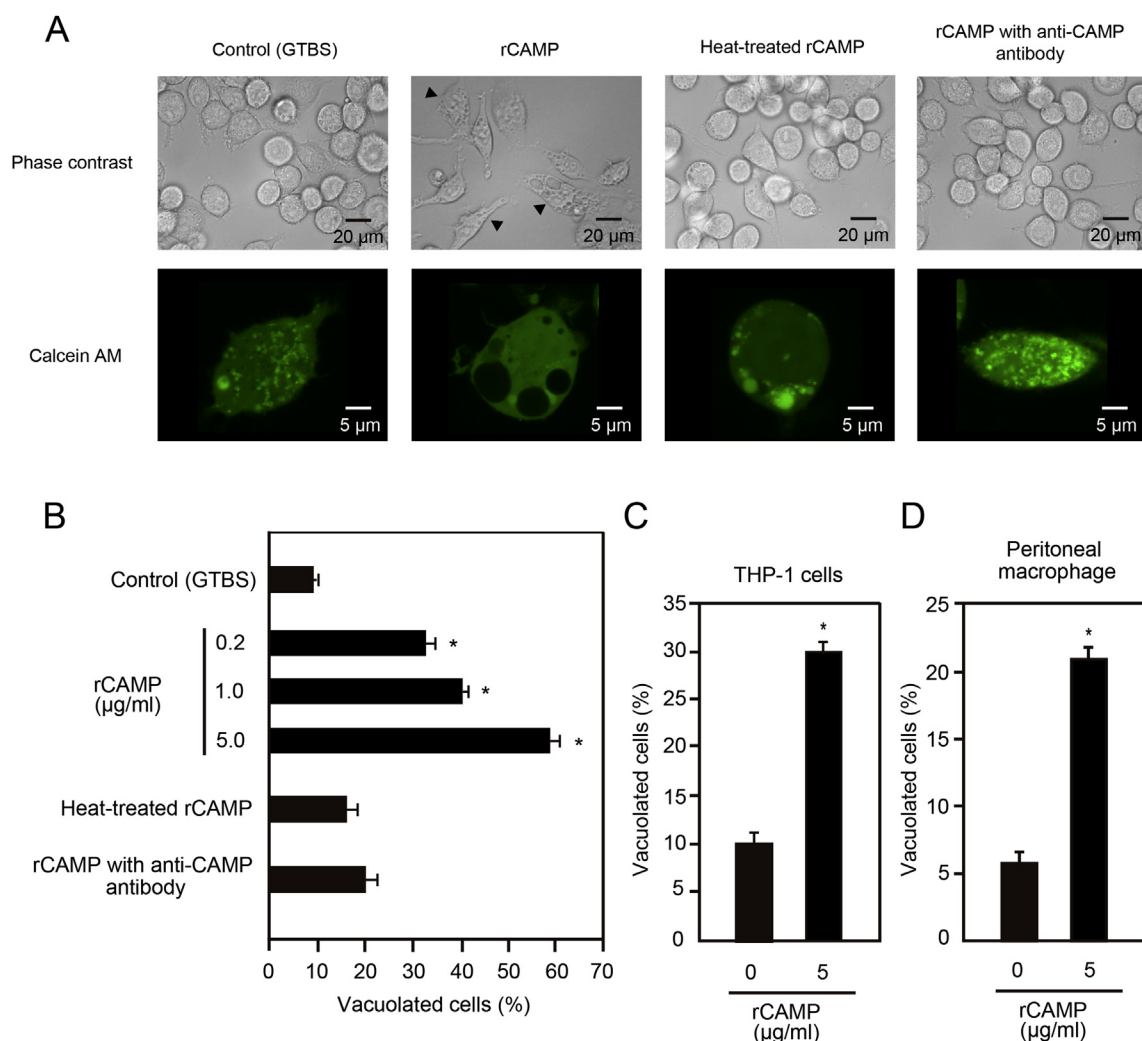 A
Control (GTBS)
rCAMP
Heat-treated rCAMP
rCAMP with anti-CAMP
antibody
Phase contrast
20 µm
20 µm
20 µm
20 µm
Calcein AM
5 µm
5 µm
5 µm
5 µm
B
Control (GTBS)
rCAMP
(µg/ml)
0.2
*
1.0
*
5.0
*
Heat-treated rCAMP
rCAMP with anti-CAMP
antibody
0 10 20 30 40 50 60 70
Vacuolated cells (%)
C
THP-1 cells
Vacuolated cells (%)
35
30
25
20
15
10
5
0
*
0 5
rCAMP
(µg/ml)
D
Peritoneal
macrophage
Vacuolated cells (%)
25
20
15
10
5
0
*
0 5
rCAMP
(µg/ml)